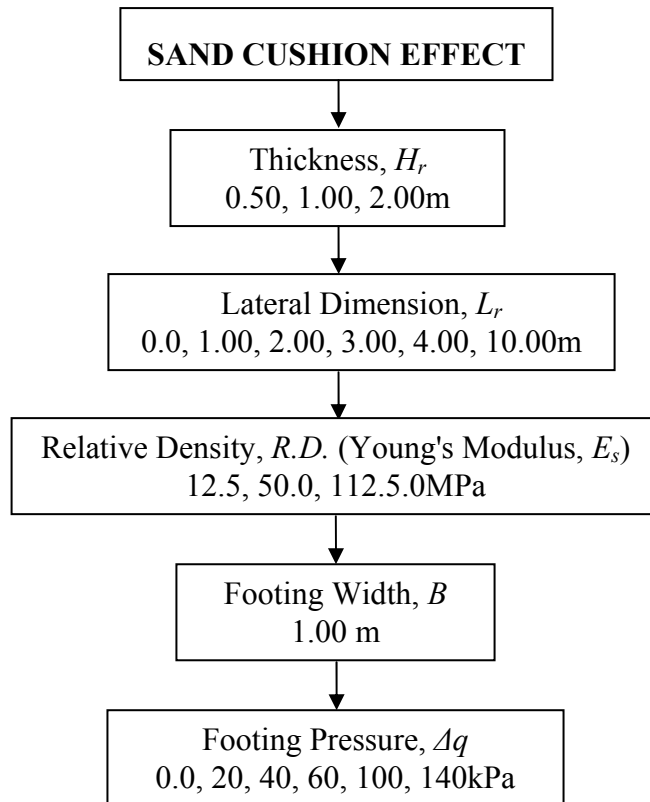 SAND CUSHION EFFECT
Thickness, Hr
0.50, 1.00, 2.00m
Lateral Dimension, Lr
0.0, 1.00, 2.00, 3.00, 4.00, 10.00m
Relative Density, R.D. (Young's Modulus, Es)
12.5, 50.0, 112.5.0MPa
Footing Width, B
1.00 m
Footing Pressure, Δq
0.0, 20, 40, 60, 100, 140kPa